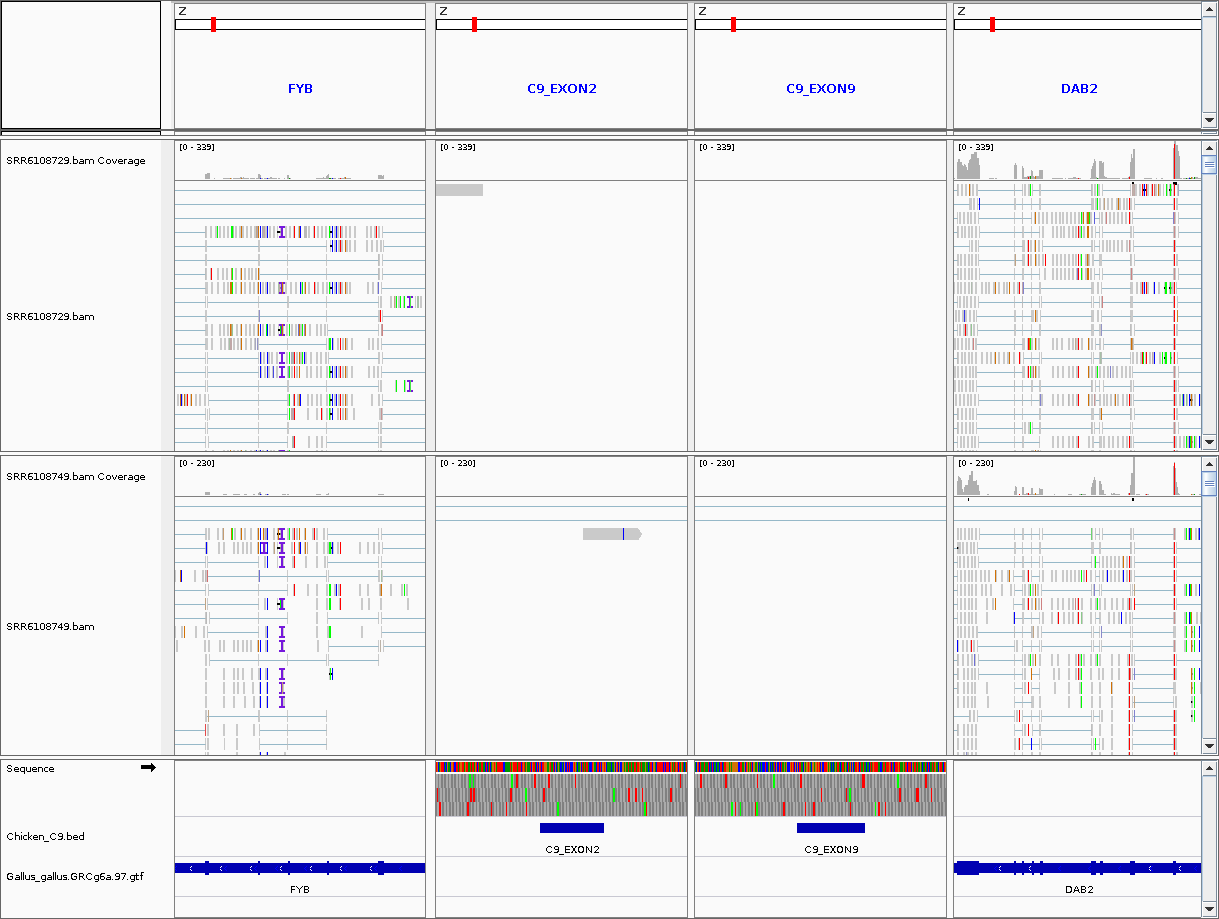 Z Z Z Z
FYB C9_EXON2 C9_EXON9 DAB2
SRR6108729.bam Coverage [0 - 339] [0 - 339] [0 - 339] [0 - 339]
SRR6108729.bam
SRR6108749.bam Coverage [0 - 230] [0 - 230] [0 - 230] [0 - 230]
SRR6108749.bam
Sequence
Chicken_C9.bed
C9_EXON2 C9_EXON9
Gallus_gallus.GRCg6a.97.gtf
FYB DAB2